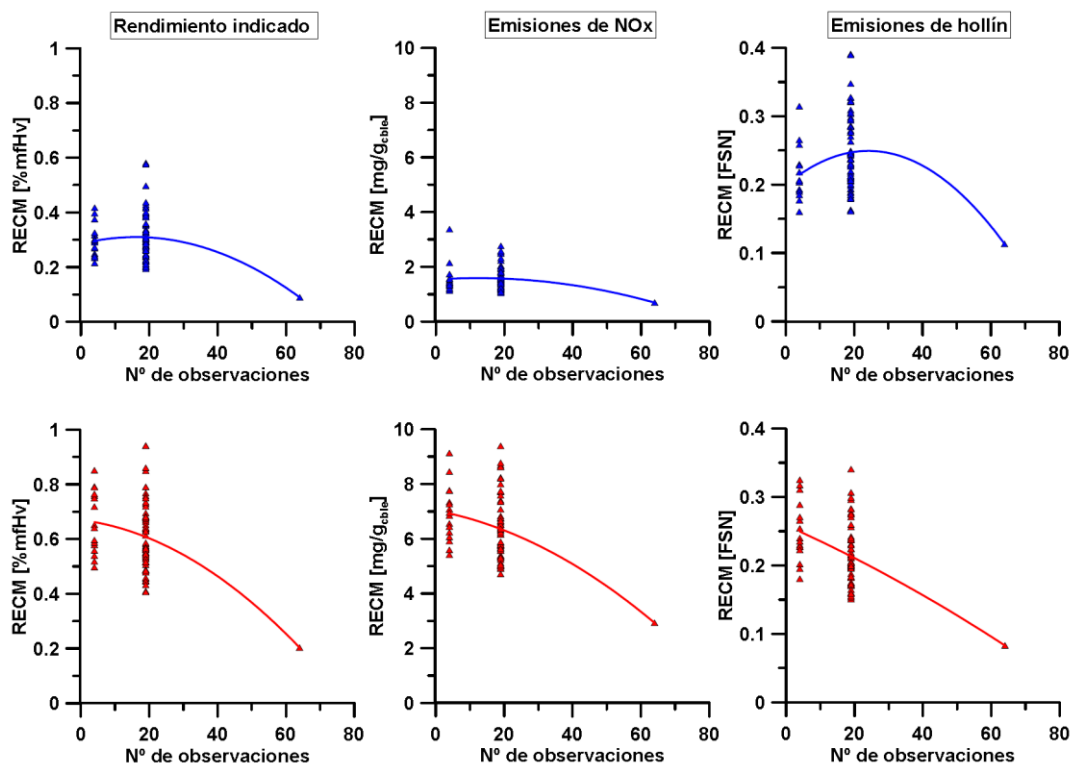 Rendimiento indicado
Emisiones de NOx
Emisiones de hollín
1
0.8
0.6
0.4
0.2
0
RECM [%mfHv]
0 20 40 60 80
Nº de observaciones
10
8
6
4
2
0
RECM [mg/gcble]
0 20 40 60 80
Nº de observaciones
0.4
0.3
0.2
0.1
0
RECM [FSN]
0 20 40 60 80
Nº de observaciones
1
0.8
0.6
0.4
0.2
0
RECM [%mfHv]
0 20 40 60 80
Nº de observaciones
10
8
6
4
2
0
RECM [mg/gcble]
0 20 40 60 80
Nº de observaciones
0.4
0.3
0.2
0.1
0
RECM [FSN]
0 20 40 60 80
Nº de observaciones